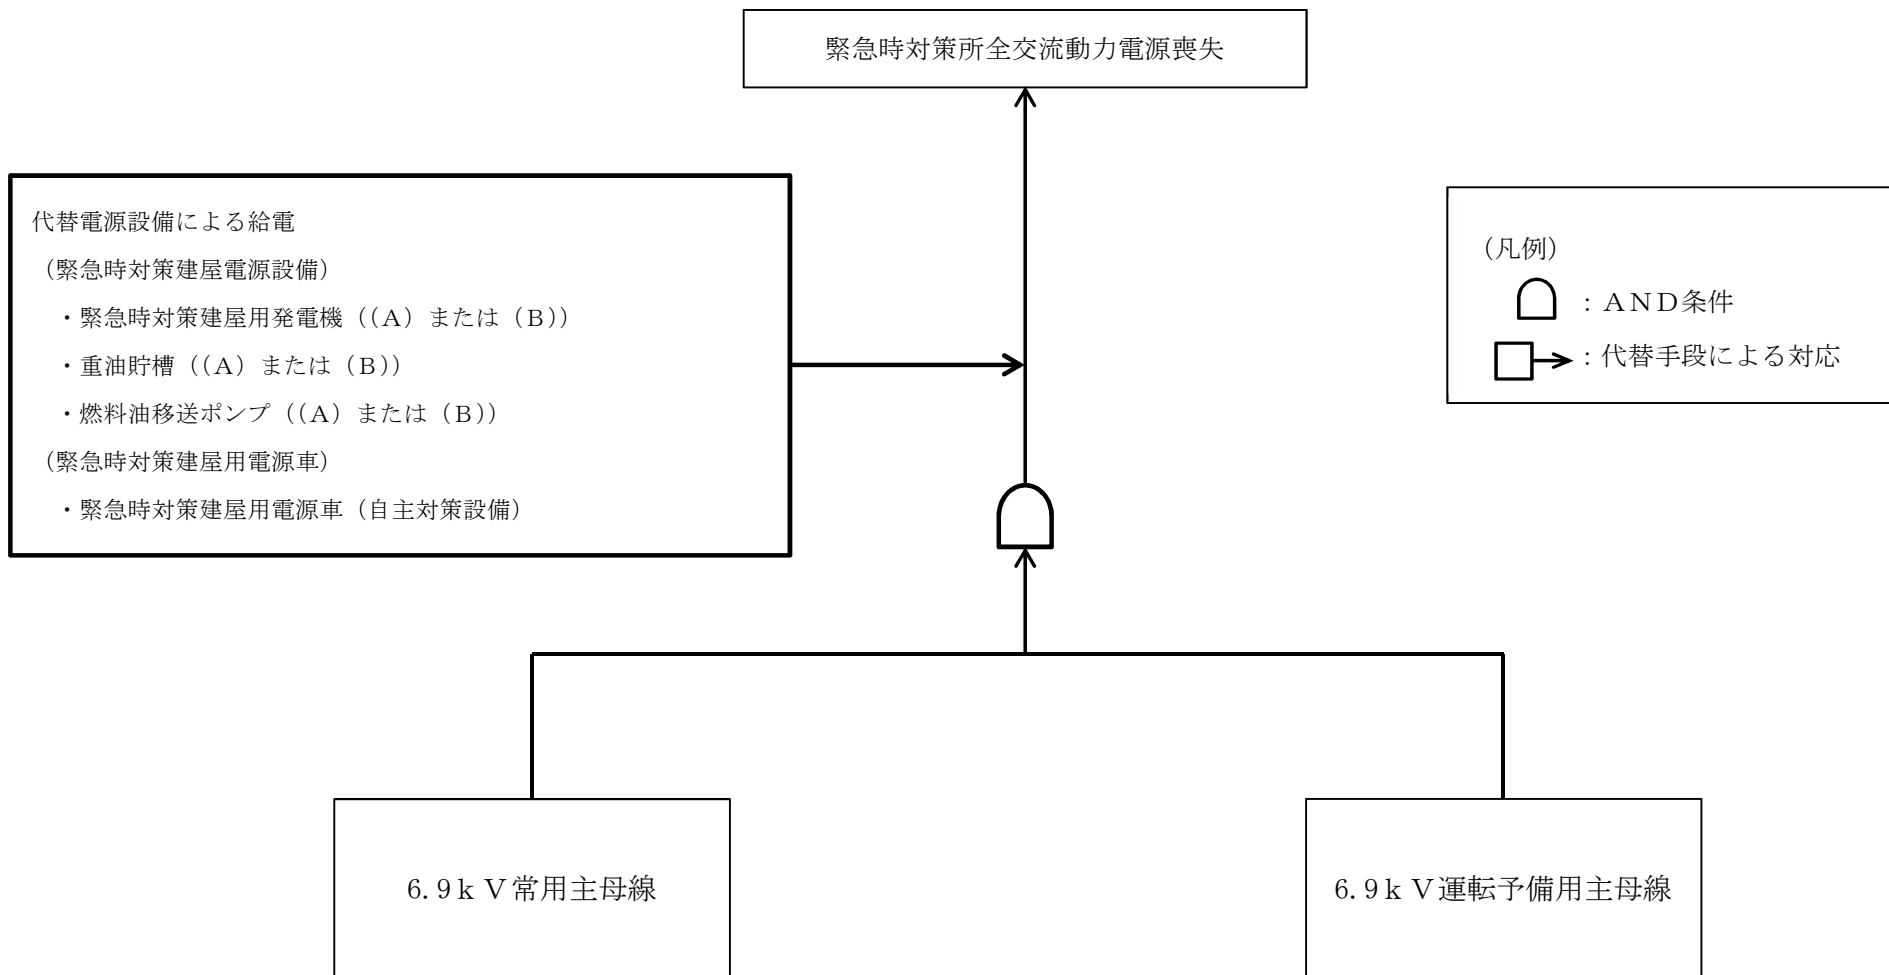 緊急時対策所全交流動力電源喪失
代替電源設備による給電
（緊急時対策建屋電源設備）
・緊急時対策建屋用発電機（(Ａ）または（Ｂ））
・重油貯槽（(Ａ）または（Ｂ））
・燃料油移送ポンプ（(Ａ）または（Ｂ））
（緊急時対策建屋用電源車）
・緊急時対策建屋用電源車（自主対策設備）
（凡例）
：ＡＮＤ条件
：代替手段による対応
6.9ｋＶ常用主母線
6.9ｋＶ運転予備用主母線